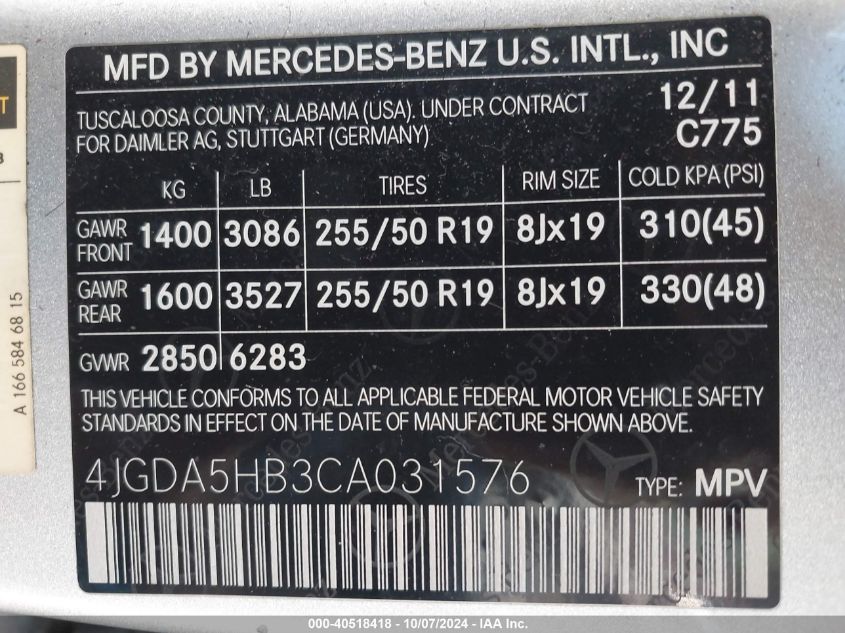 MFD BY MERCEDES-BENZ U.S. INTL., INC
TUSCALOOSA COUNTY, ALABAMA (USA). UNDER CONTRACT
FOR DAIMLER AG, STUTTGART (GERMANY)
12/11
C775
KG LB TIRES RIM SIZE COLD KPA (PSI)
GAWR FRONT 1400 3086 255/50 R19 8Jx19 310(45)
GAWR REAR 1600 3527 255/50 R19 8Jx19 330(48)
GVWR 2850 6283
THIS VEHICLE CONFORMS TO ALL APPLICABLE FEDERAL MOTOR VEHICLE SAFETY
STANDARDS IN EFFECT ON THE DATE OF MANUFACTURE SHOWN ABOVE.
4JGDA5HB3CA031576 TYPE: MPV
A 166 584 68 15
000-40518418 - 10/07/2024 - IAA Inc.